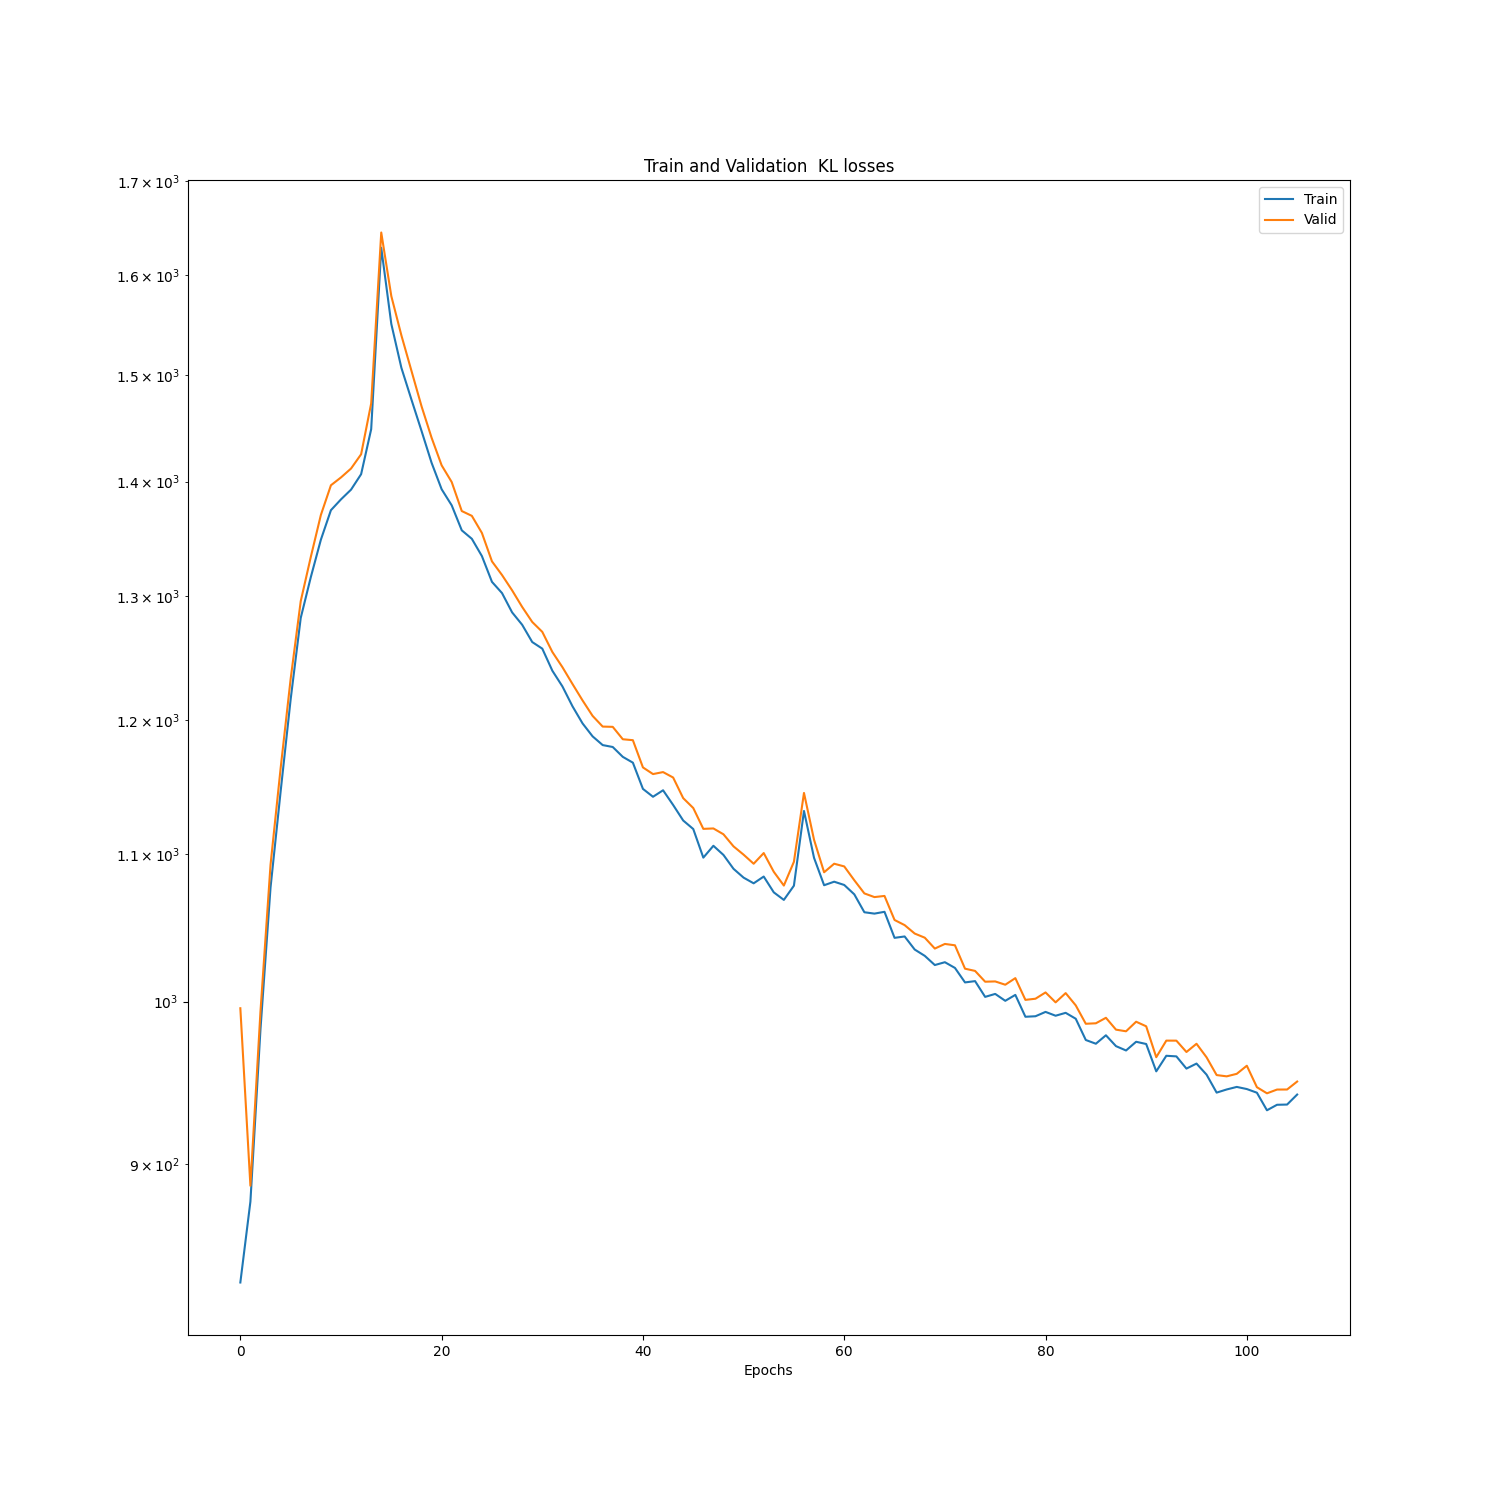 Train and Validation  KL losses
1.7 × 10³
1.6 × 10³
1.5 × 10³
1.4 × 10³
1.3 × 10³
1.2 × 10³
1.1 × 10³
10³
9 × 10²
Train
Valid
0 20 40 60 80 100
Epochs